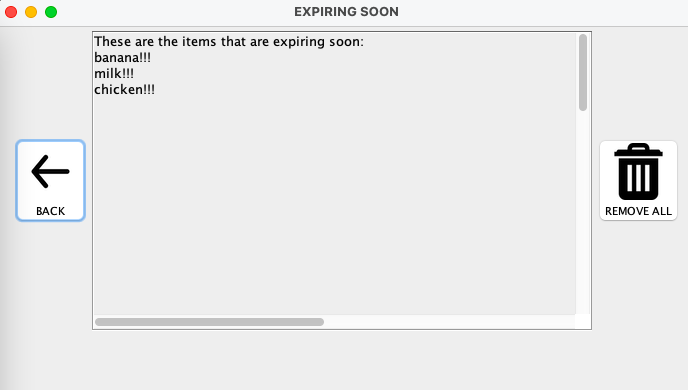 EXPIRING SOON
These are the items that are expiring soon:
banana!!!
milk!!!
chicken!!!
BACK
REMOVE ALL